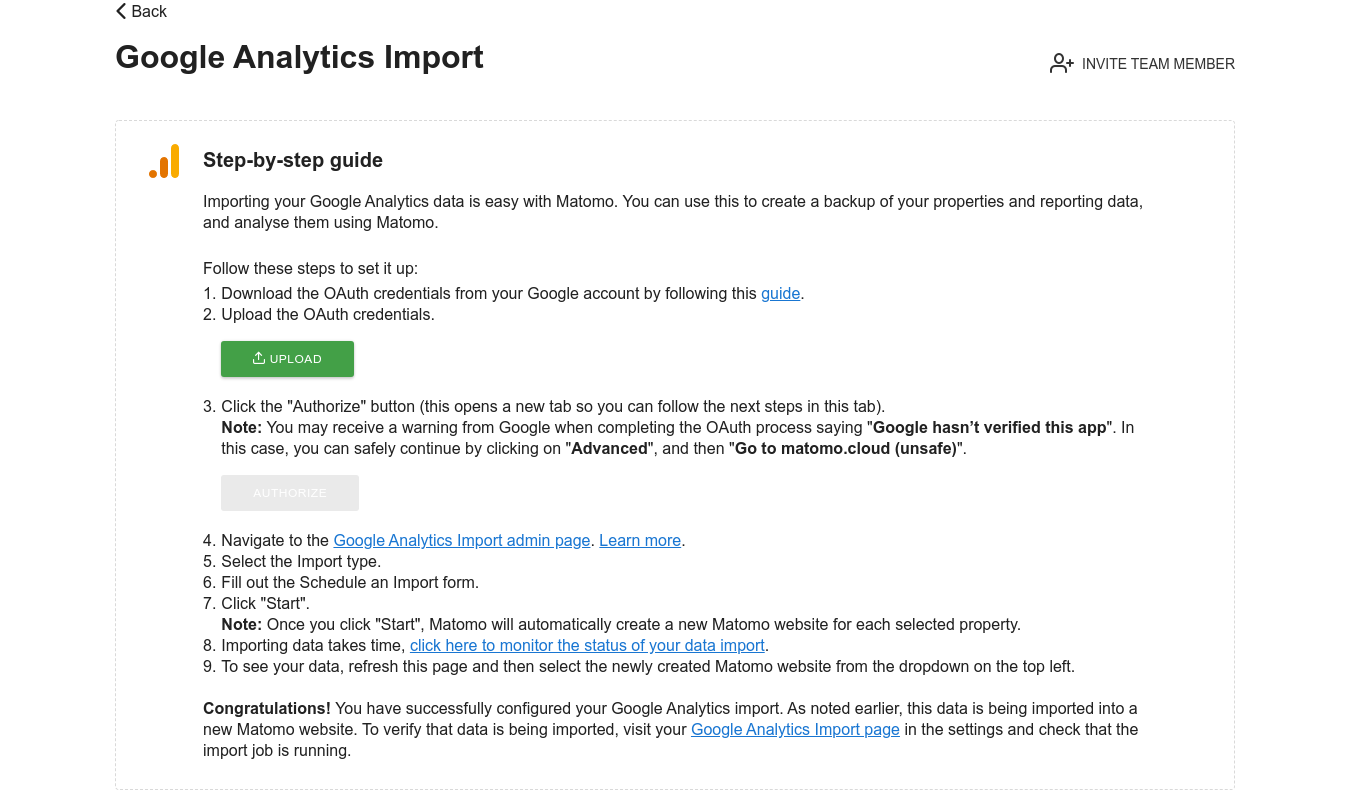 Back
Google Analytics Import
INVITE TEAM MEMBER
Step-by-step guide
Importing your Google Analytics data is easy with Matomo. You can use this to create a backup of your properties and reporting data,
and analyse them using Matomo.
Follow these steps to set it up:
1. Download the OAuth credentials from your Google account by following this guide.
2. Upload the OAuth credentials.
UPLOAD
3. Click the "Authorize" button (this opens a new tab so you can follow the next steps in this tab).
Note: You may receive a warning from Google when completing the OAuth process saying "Google hasn’t verified this app". In
this case, you can safely continue by clicking on "Advanced", and then "Go to matomo.cloud (unsafe)".
AUTHORIZE
4. Navigate to the Google Analytics Import admin page. Learn more.
5. Select the Import type.
6. Fill out the Schedule an Import form.
7. Click "Start".
Note: Once you click "Start", Matomo will automatically create a new Matomo website for each selected property.
8. Importing data takes time, click here to monitor the status of your data import.
9. To see your data, refresh this page and then select the newly created Matomo website from the dropdown on the top left.
Congratulations! You have successfully configured your Google Analytics import. As noted earlier, this data is being imported into a
new Matomo website. To verify that data is being imported, visit your Google Analytics Import page in the settings and check that the
import job is running.